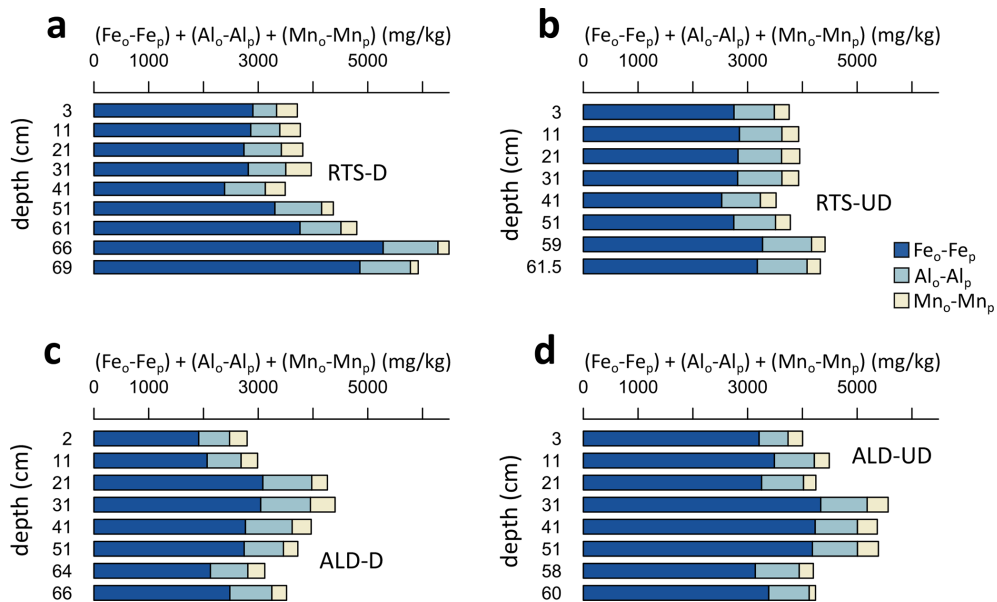 a
(Feo-Fep) + (Alo-Alp) + (Mno-Mnp) (mg/kg)
0 1000 3000 5000
depth (cm)
3
11
21
31
41
51
61
66
69
RTS-D
b
(Feo-Fep) + (Alo-Alp) + (Mno-Mnp) (mg/kg)
0 1000 3000 5000
depth (cm)
3
11
21
31
41
51
59
61.5
RTS-UD
Feo-Fep
Alo-Alp
Mno-Mnp
c
(Feo-Fep) + (Alo-Alp) + (Mno-Mnp) (mg/kg)
0 1000 3000 5000
depth (cm)
2
11
21
31
41
51
64
66
ALD-D
d
(Feo-Fep) + (Alo-Alp) + (Mno-Mnp) (mg/kg)
0 1000 3000 5000
depth (cm)
3
11
21
31
41
51
58
60
ALD-UD